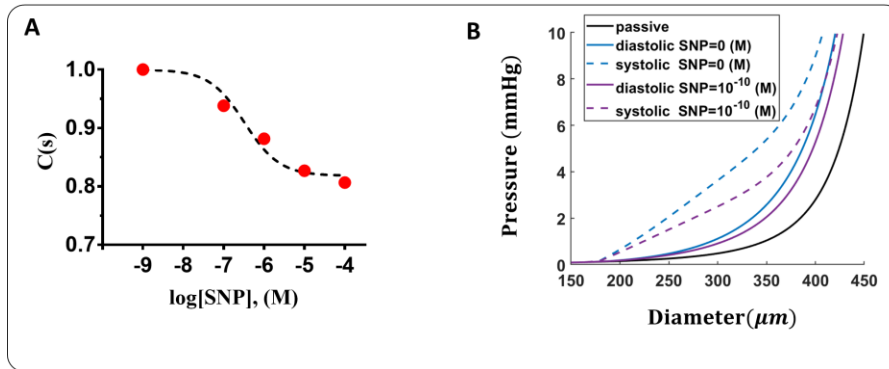 A
1.0
0.9
C(s)
0.8
0.7
-9 -8 -7 -6 -5 -4
log[SNP], (M)
B
10
8
6
4
2
0
Pressure (mmHg)
passive
diastolic SNP=0 (M)
systolic SNP=0 (M)
diastolic SNP=10⁻¹⁰ (M)
systolic SNP=10⁻¹⁰ (M)
150 200 250 300 350 400 450
Diameter(μm)